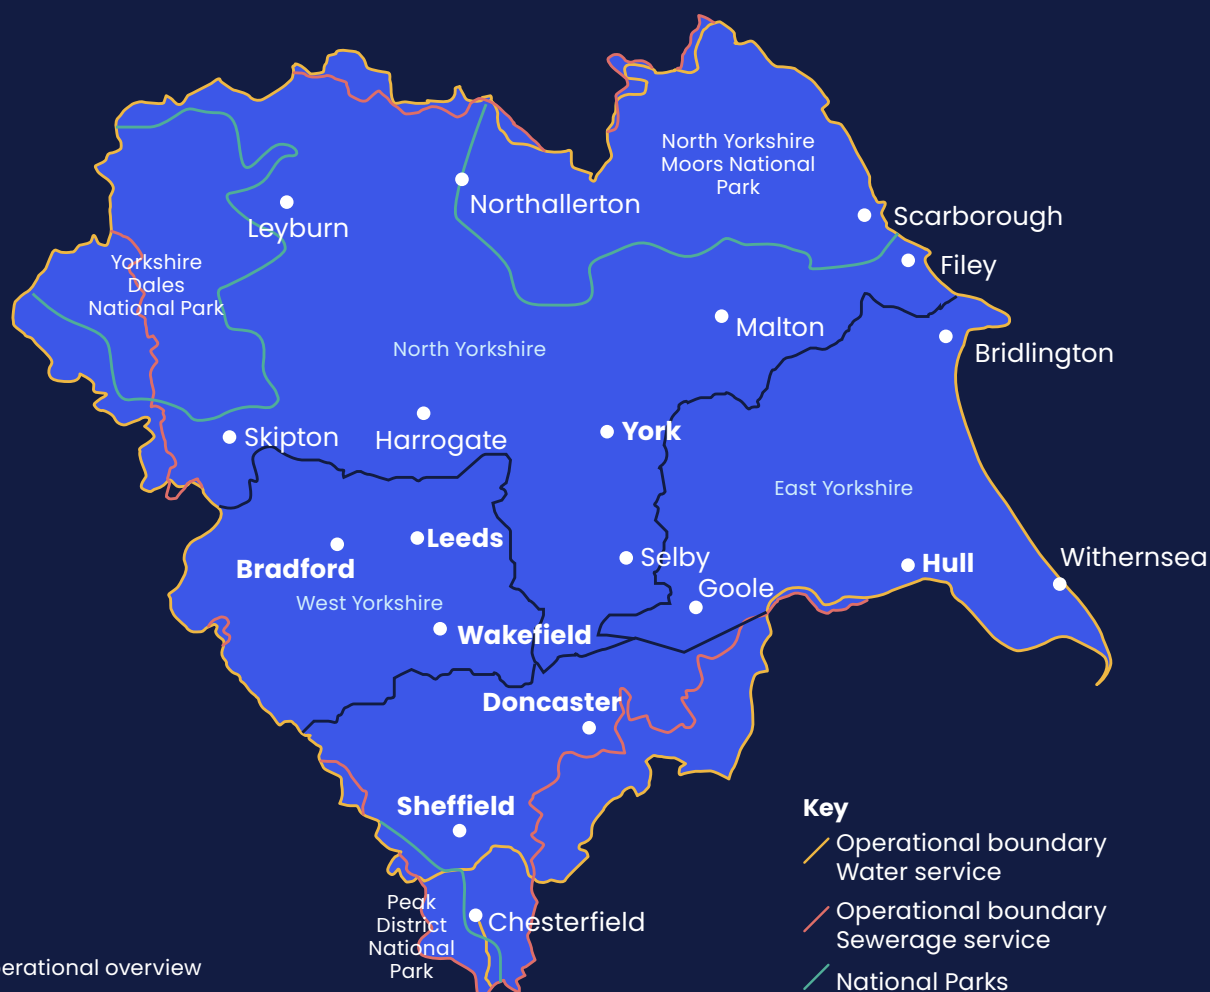 North Yorkshire
Moors National
Park
Northallerton
Scarborough
Leyburn
Filey
Yorkshire
Dales
National Park
Malton
North Yorkshire
Bridlington
Skipton
Harrogate
York
East Yorkshire
Leeds
Bradford
Selby
Withernsea
Hull
Goole
West Yorkshire
Wakefield
Doncaster
Sheffield
Peak
District
National
Park
Chesterfield
Key
Operational boundary
Water service
Operational boundary
Sewerage service
National Parks
erational overview